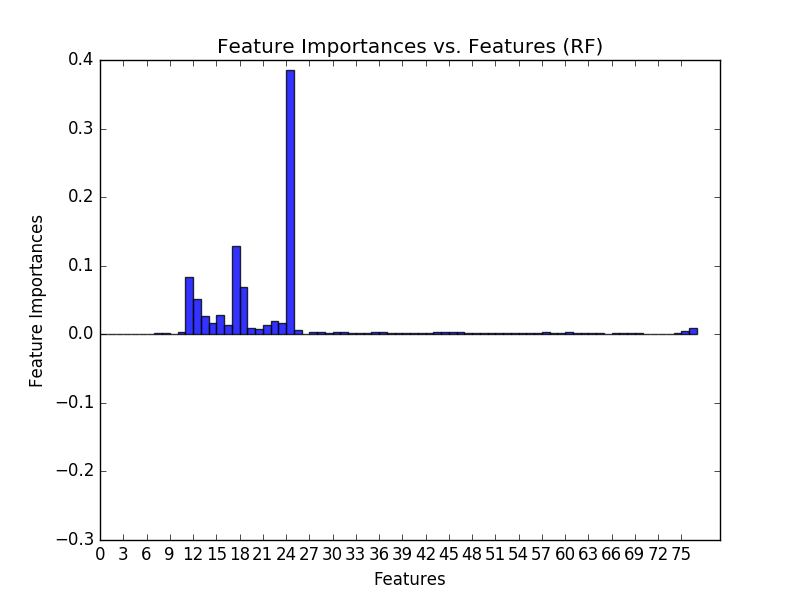 Feature Importances vs. Features (RF)
0.4
0.3
0.2
0.1
0.0
−0.1
−0.2
−0.3
Feature Importances
0 3 6 9 12 15 18 21 24 27 30 33 36 39 42 45 48 51 54 57 60 63 66 69 72 75
Features